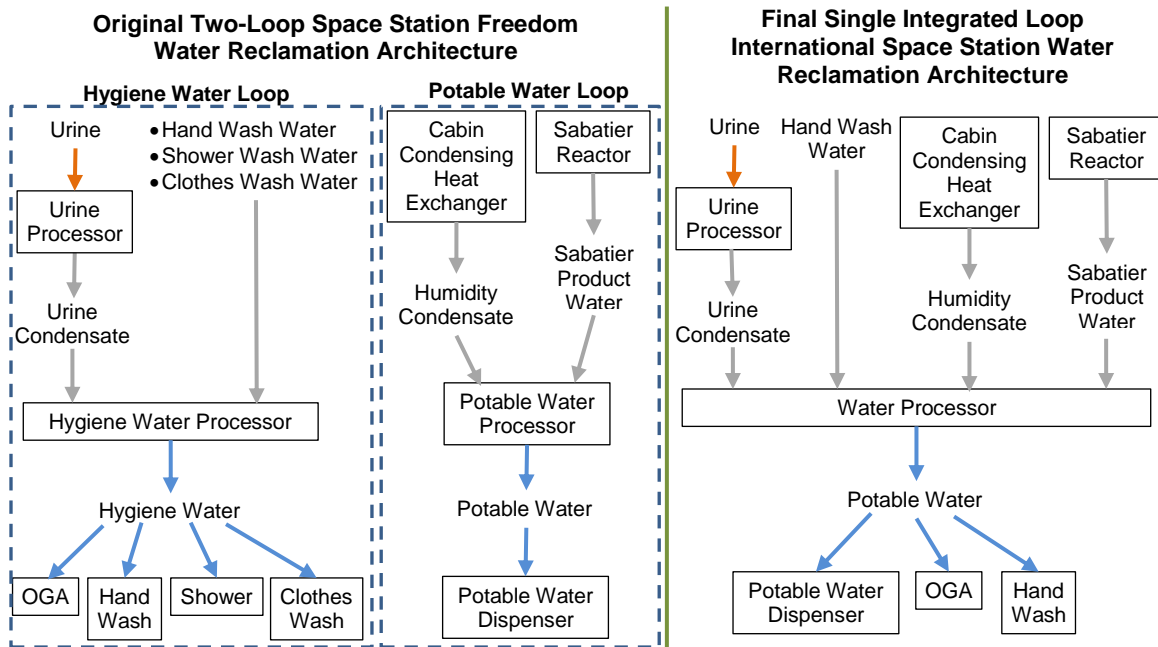 Original Two-Loop Space Station Freedom
Water Reclamation Architecture
Hygiene Water Loop
Urine
•Hand Wash Water
•Shower Wash Water
•Clothes Wash Water
Urine
Processor
Urine
Condensate
Hygiene Water Processor
Hygiene Water
OGA
Hand
Wash
Shower
Clothes
Wash
Potable Water Loop
Cabin
Condensing
Heat
Exchanger
Sabatier
Reactor
Humidity
Condensate
Sabatier
Product
Water
Potable Water
Processor
Potable Water
Potable Water
Dispenser
Final Single Integrated Loop
International Space Station Water
Reclamation Architecture
Urine
Hand Wash
Water
Cabin
Condensing
Heat
Exchanger
Sabatier
Reactor
Urine
Processor
Urine
Condensate
Humidity
Condensate
Sabatier
Product
Water
Water Processor
Potable Water
Potable Water
Dispenser
OGA
Hand
Wash